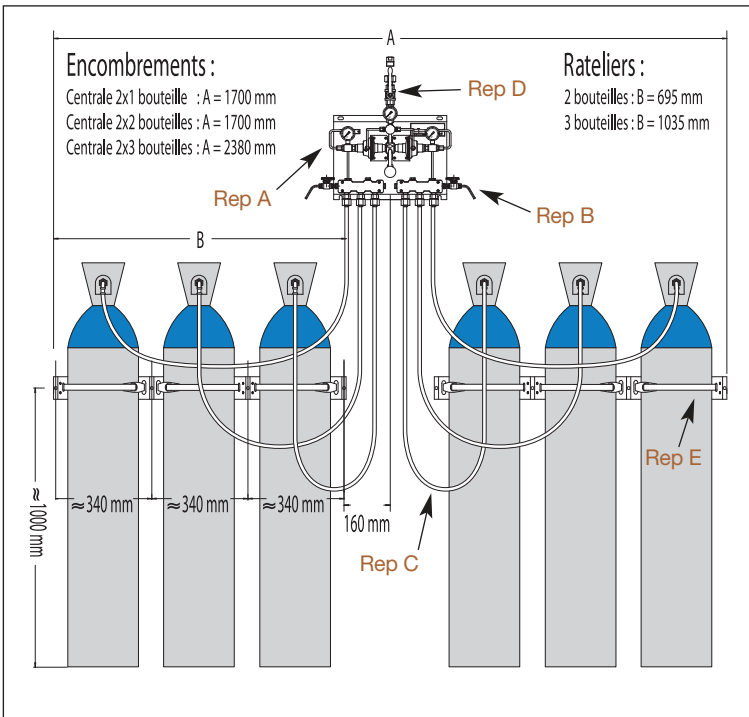 A
Encombrements :
Centrale 2x1 bouteille : A = 1700 mm
Centrale 2x2 bouteilles : A = 1700 mm
Centrale 2x3 bouteilles : A = 2380 mm
Rateliers :
2 bouteilles : B = 695 mm
3 bouteilles : B = 1035 mm
Rep D
Rep A
Rep B
B
Rep E
≈1000 mm
≈340 mm
≈340 mm
≈340 mm
160 mm
Rep C